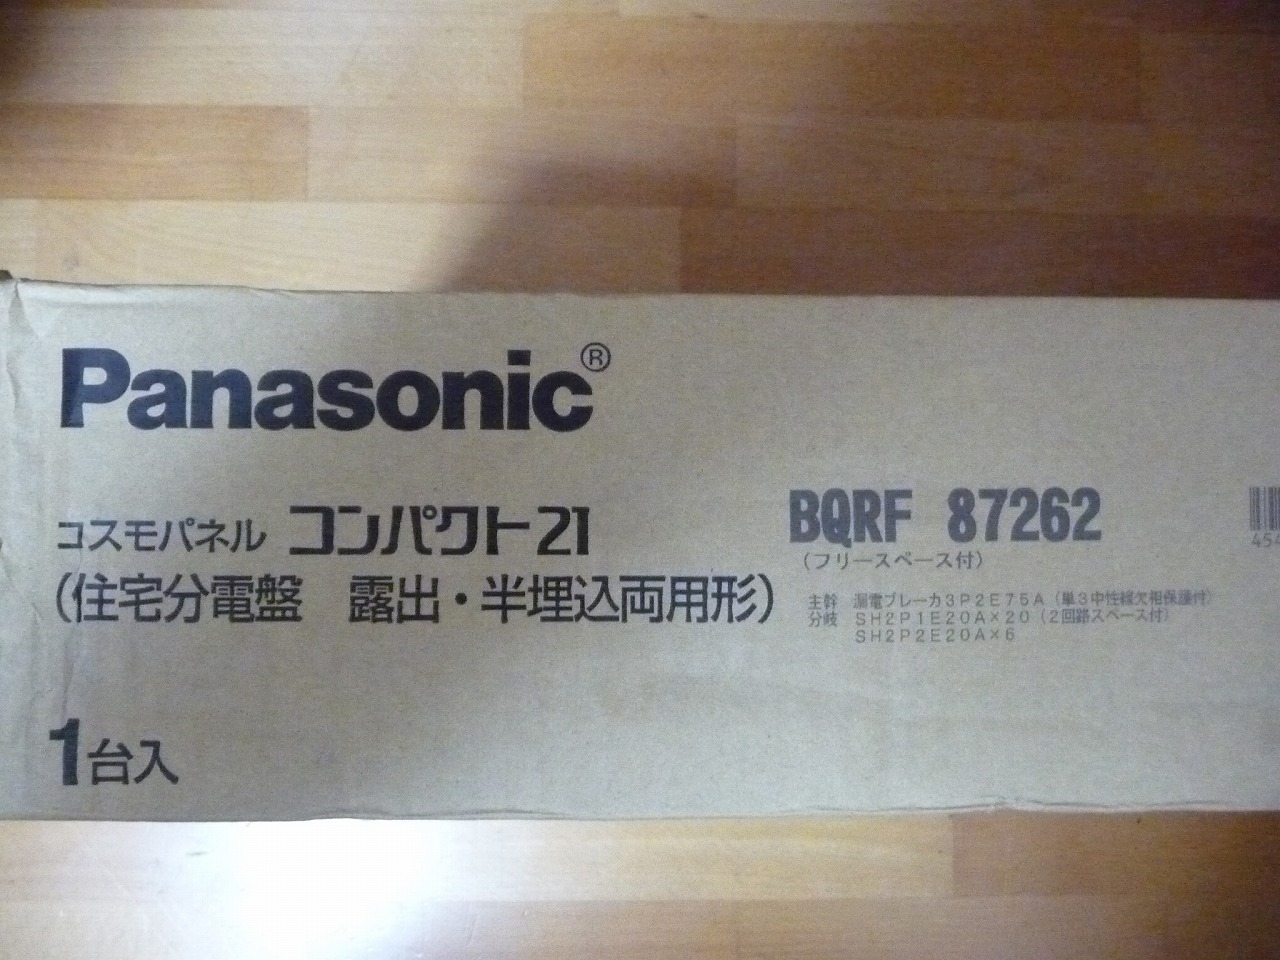 Panasonic®
コスモパネル コンパクト21
(住宅分電盤 露出・半埋込両用形)
1台入
BQRF 87262
(フリースペース付)
主幹 漏電ブレーカ3P2E75A(単3中性線欠相保護付)
分岐 SH2P1E20A×20(2回路スペース付)
SH2P2E20A×6
454